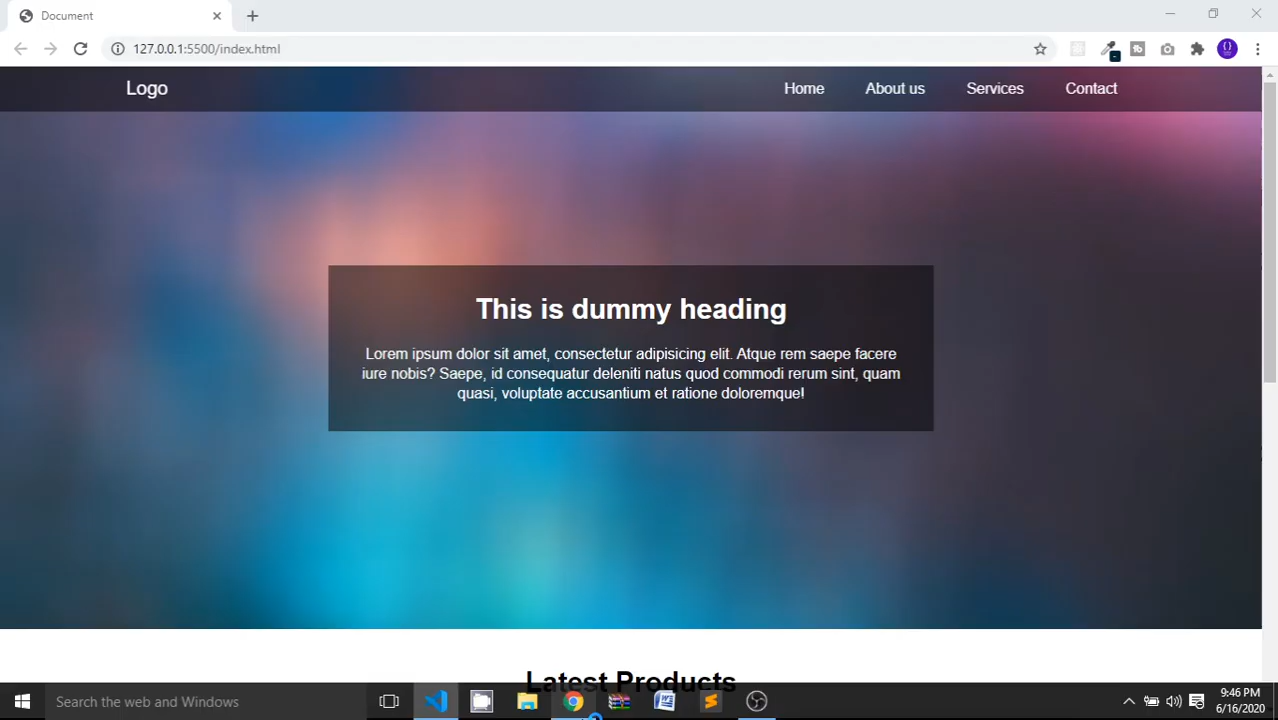 Document
127.0.0.1:5500/index.html
Logo
Home
About us
Services
Contact
This is dummy heading
Lorem ipsum dolor sit amet, consectetur adipisicing elit. Atque rem saepe facere
iure nobis? Saepe, id consequatur deleniti natus quod commodi rerum sint, quam
quasi, voluptate accusantium et ratione doloremque!
Latest Products
Search the web and Windows
9:46 PM
6/16/2020